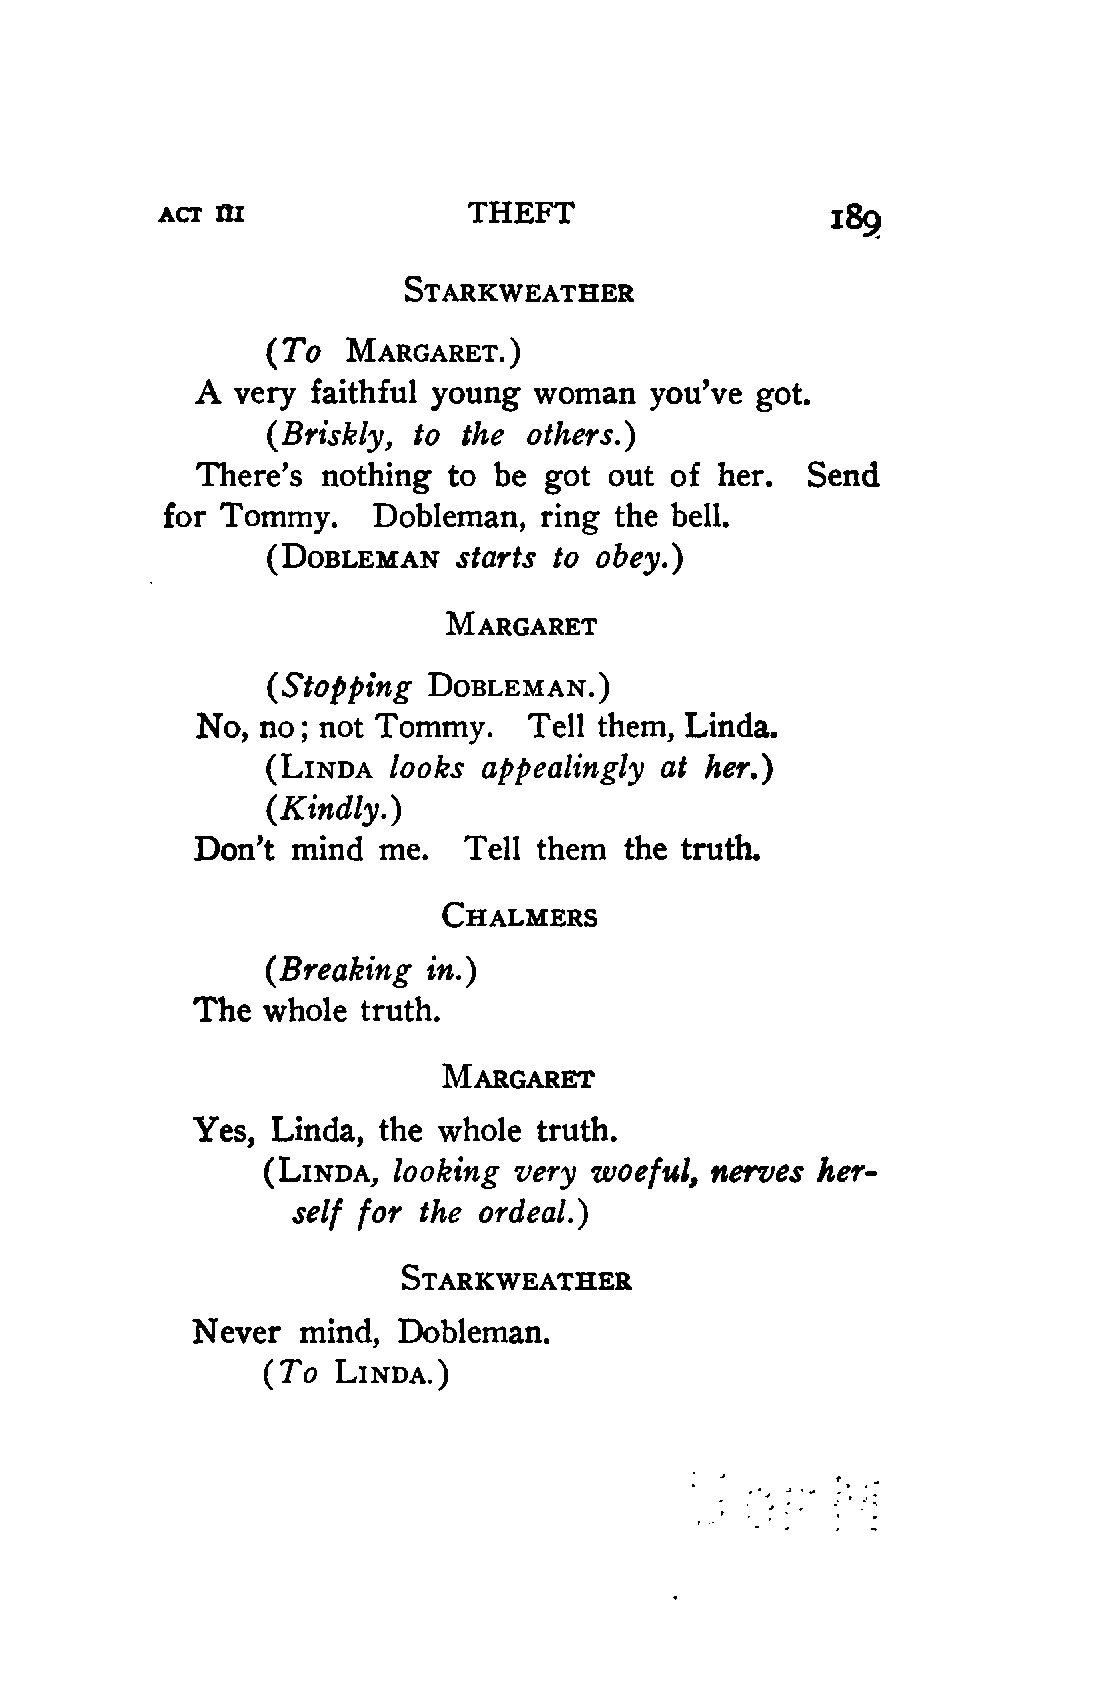 ACT III THEFT 189
STARKWEATHER
(To MARGARET.)
A very faithful young woman you've got.
(Briskly, to the others.)
There's nothing to be got out of her. Send
for Tommy. Dobleman, ring the bell.
(DOBLEMAN starts to obey.)
MARGARET
(Stopping DOBLEMAN.)
No, no; not Tommy. Tell them, Linda.
(LINDA looks appealingly at her.)
(Kindly.)
Don't mind me. Tell them the truth.
CHALMERS
(Breaking in.)
The whole truth.
MARGARET
Yes, Linda, the whole truth.
(LINDA, looking very woeful, nerves her-
self for the ordeal.)
STARKWEATHER
Never mind, Dobleman.
(To LINDA.)